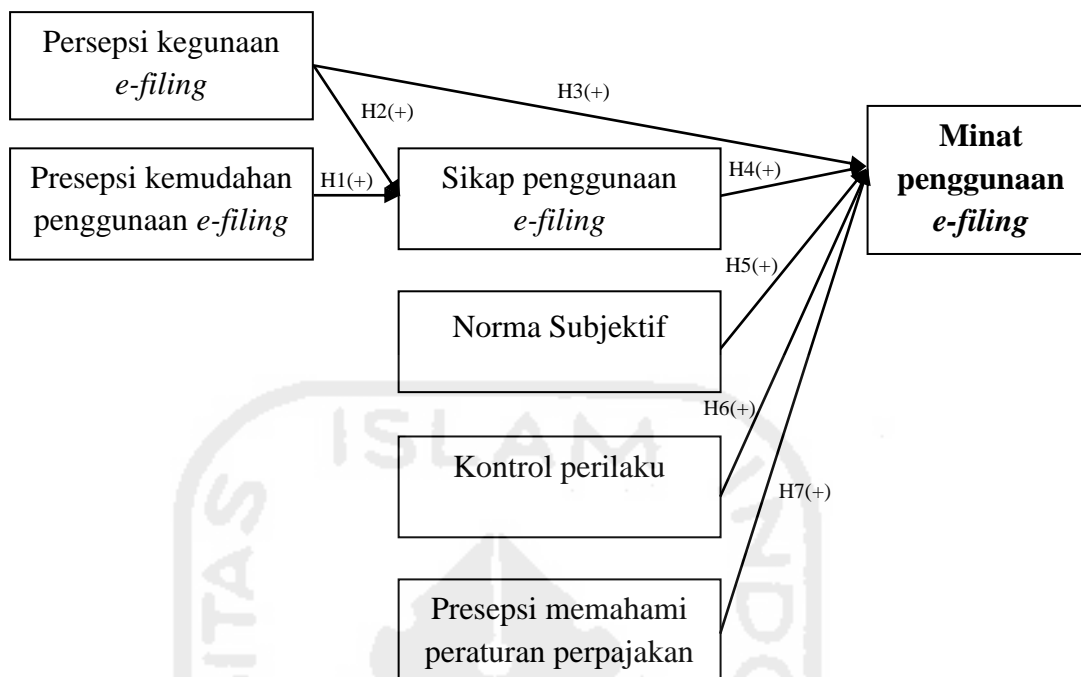 Persepsi kegunaan
e-filing
H3(+)
H2(+)
Minat
penggunaan
e-filing
Presepsi kemudahan
penggunaan e-filing
H1(+)
Sikap penggunaan
e-filing
H4(+)
H5(+)
Norma Subjektif
H6(+)
ISLAM
Kontrol perilaku
H7(+)
Presepsi memahami
peraturan perpajakan